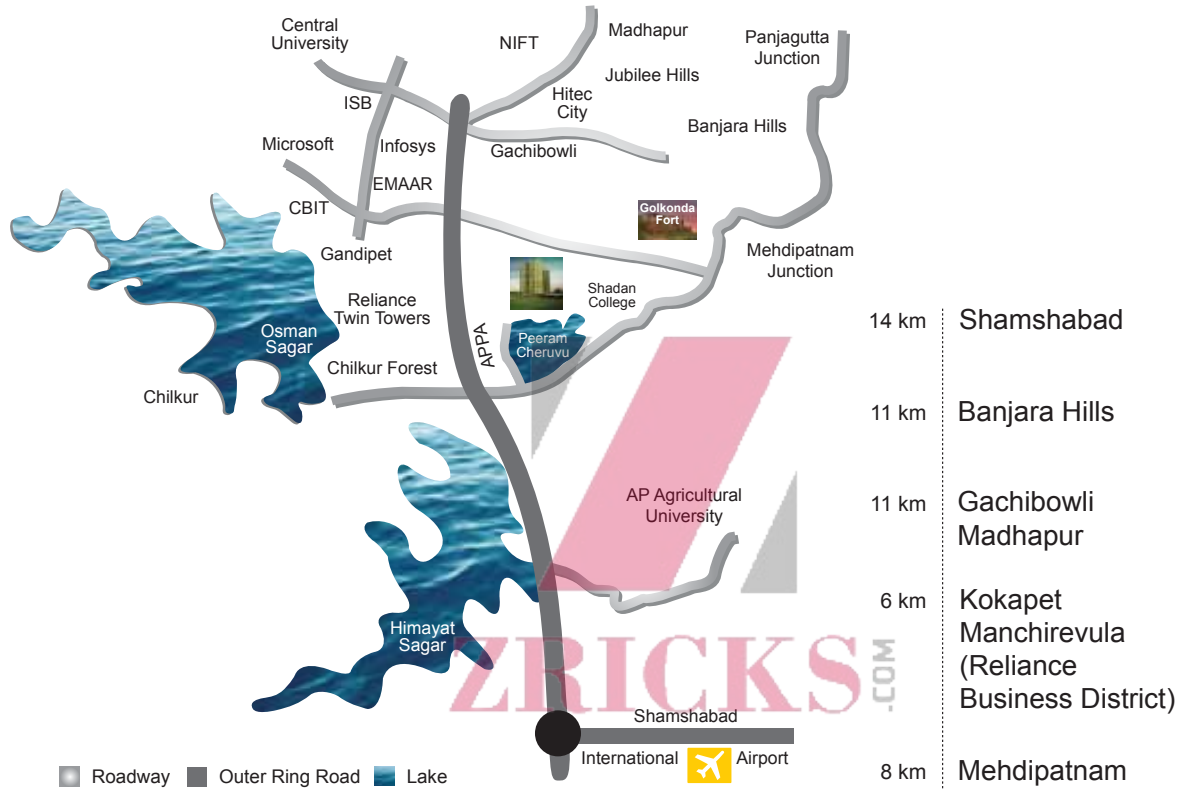 Central
University
NIFT
Madhapur
Panjagutta
Junction
Jubilee Hills
ISB
Hitec
City
Banjara Hills
Microsoft
Infosys
Gachibowli
EMAAR
CBIT
Golkonda
Fort
Gandipet
Mehdipatnam
Junction
Shadan
College
Reliance
Twin Towers
Osman
Sagar
APPA
Peeram
Cheruvu
Chilkur Forest
Chilkur
AP Agricultural
University
Himayat
Sagar
ZRICKS.COM
Shamshabad
International Airport
Roadway Outer Ring Road Lake
14 km Shamshabad
11 km Banjara Hills
11 km Gachibowli
Madhapur
6 km Kokapet
Manchirevula
(Reliance
Business District)
8 km Mehdipatnam